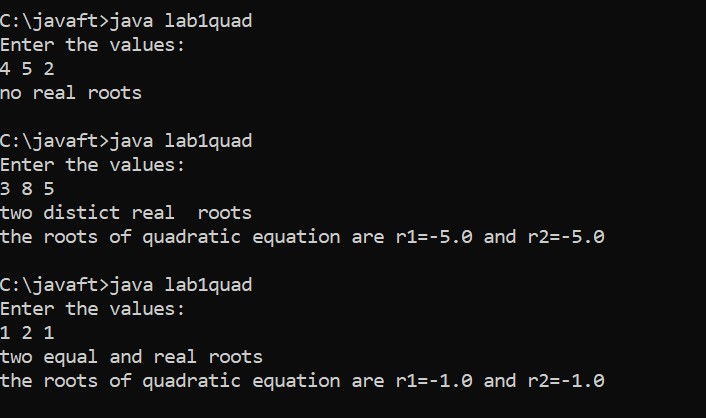 C:\javaft>java lab1quad
Enter the values:
4 5 2
no real roots
C:\javaft>java lab1quad
Enter the values:
3 8 5
two distict real  roots
the roots of quadratic equation are r1=-5.0 and r2=-5.0
C:\javaft>java lab1quad
Enter the values:
1 2 1
two equal and real roots
the roots of quadratic equation are r1=-1.0 and r2=-1.0